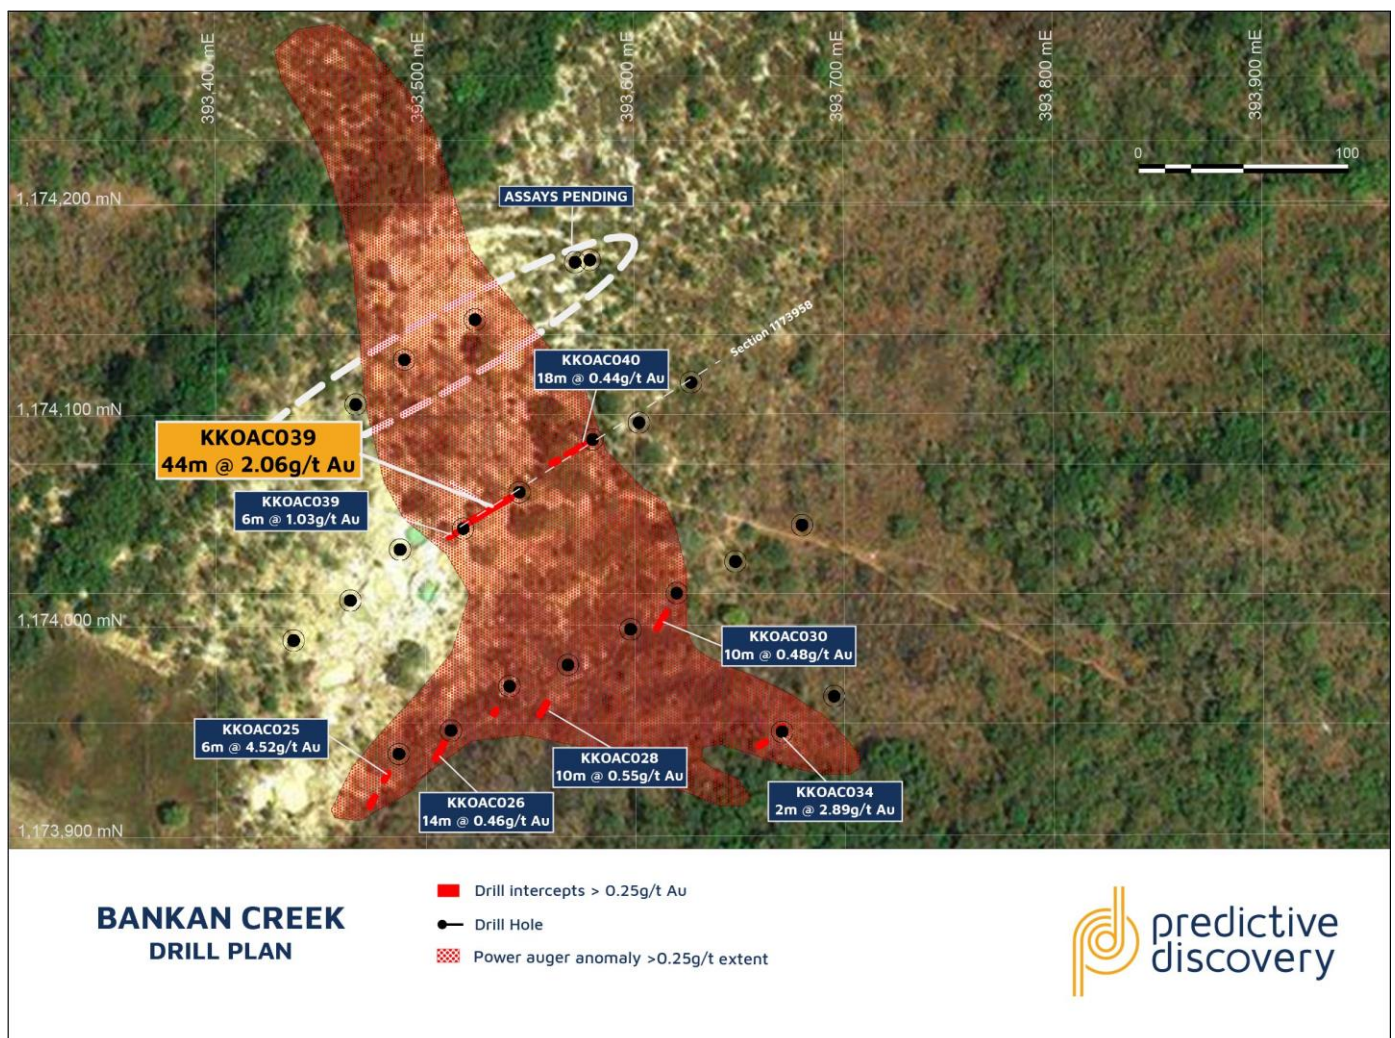 393,400 mE
393,500 mE
393,600 mE
393,700 mE
393,800 mE
393,900 mE
0 100
1,174,200 mN
ASSAYS PENDING
Section 1173958
KKOAC040
18m @ 0.44g/t Au
1,174,100 mN
KKOAC039
44m @ 2.06g/t Au
KKOAC039
6m @ 1.03g/t Au
1,174,000 mN
KKOAC030
10m @ 0.48g/t Au
KKOAC025
6m @ 4.52g/t Au
KKOAC028
10m @ 0.55g/t Au
KKOAC026
14m @ 0.46g/t Au
KKOAC034
2m @ 2.89g/t Au
1,173,900 mN
BANKAN CREEK
DRILL PLAN
Drill intercepts > 0.25g/t Au
Drill Hole
Power auger anomaly >0.25g/t extent
predictive
discovery